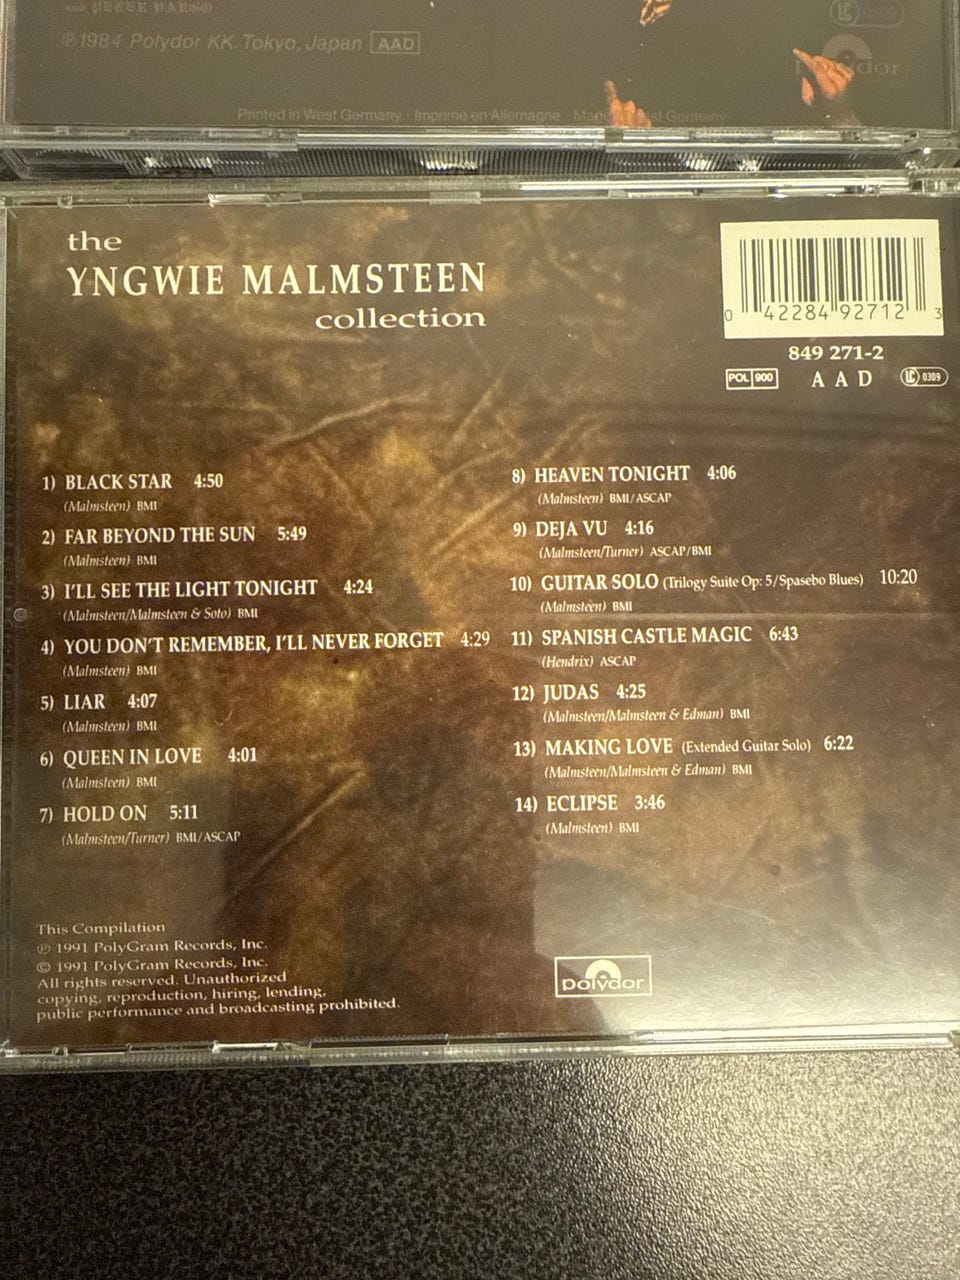 and PETER VARGO
℗1984 Polydor KK. Tokyo, Japan AAD
LC
polydor
Printed in West Germany · Imprimé en Allemagne · Made in West Germany
the
YNGWIE MALMSTEEN
collection
0 42284 92712 3
849 271-2
POL 900 AAD LC 0309
1) BLACK STAR 4:50
(Malmsteen) BMI
2) FAR BEYOND THE SUN 5:49
(Malmsteen) BMI
3) I'LL SEE THE LIGHT TONIGHT 4:24
(Malmsteen/Malmsteen & Soto) BMI
4) YOU DON'T REMEMBER, I'LL NEVER FORGET 4:29
(Malmsteen) BMI
5) LIAR 4:07
(Malmsteen) BMI
6) QUEEN IN LOVE 4:01
(Malmsteen) BMI
7) HOLD ON 5:11
(Malmsteen/Turner) BMI/ASCAP
8) HEAVEN TONIGHT 4:06
(Malmsteen) BMI/ASCAP
9) DEJA VU 4:16
(Malmsteen/Turner) ASCAP/BMI
10) GUITAR SOLO (Trilogy Suite Op: 5/Spasebo Blues) 10:20
(Malmsteen) BMI
11) SPANISH CASTLE MAGIC 6:43
(Hendrix) ASCAP
12) JUDAS 4:25
(Malmsteen/Malmsteen & Edman) BMI
13) MAKING LOVE (Extended Guitar Solo) 6:22
(Malmsteen/Malmsteen & Edman) BMI
14) ECLIPSE 3:46
(Malmsteen) BMI
This Compilation
℗ 1991 PolyGram Records, Inc.
© 1991 PolyGram Records, Inc.
All rights reserved. Unauthorized
copying, reproduction, hiring, lending,
public performance and broadcasting prohibited.
polydor